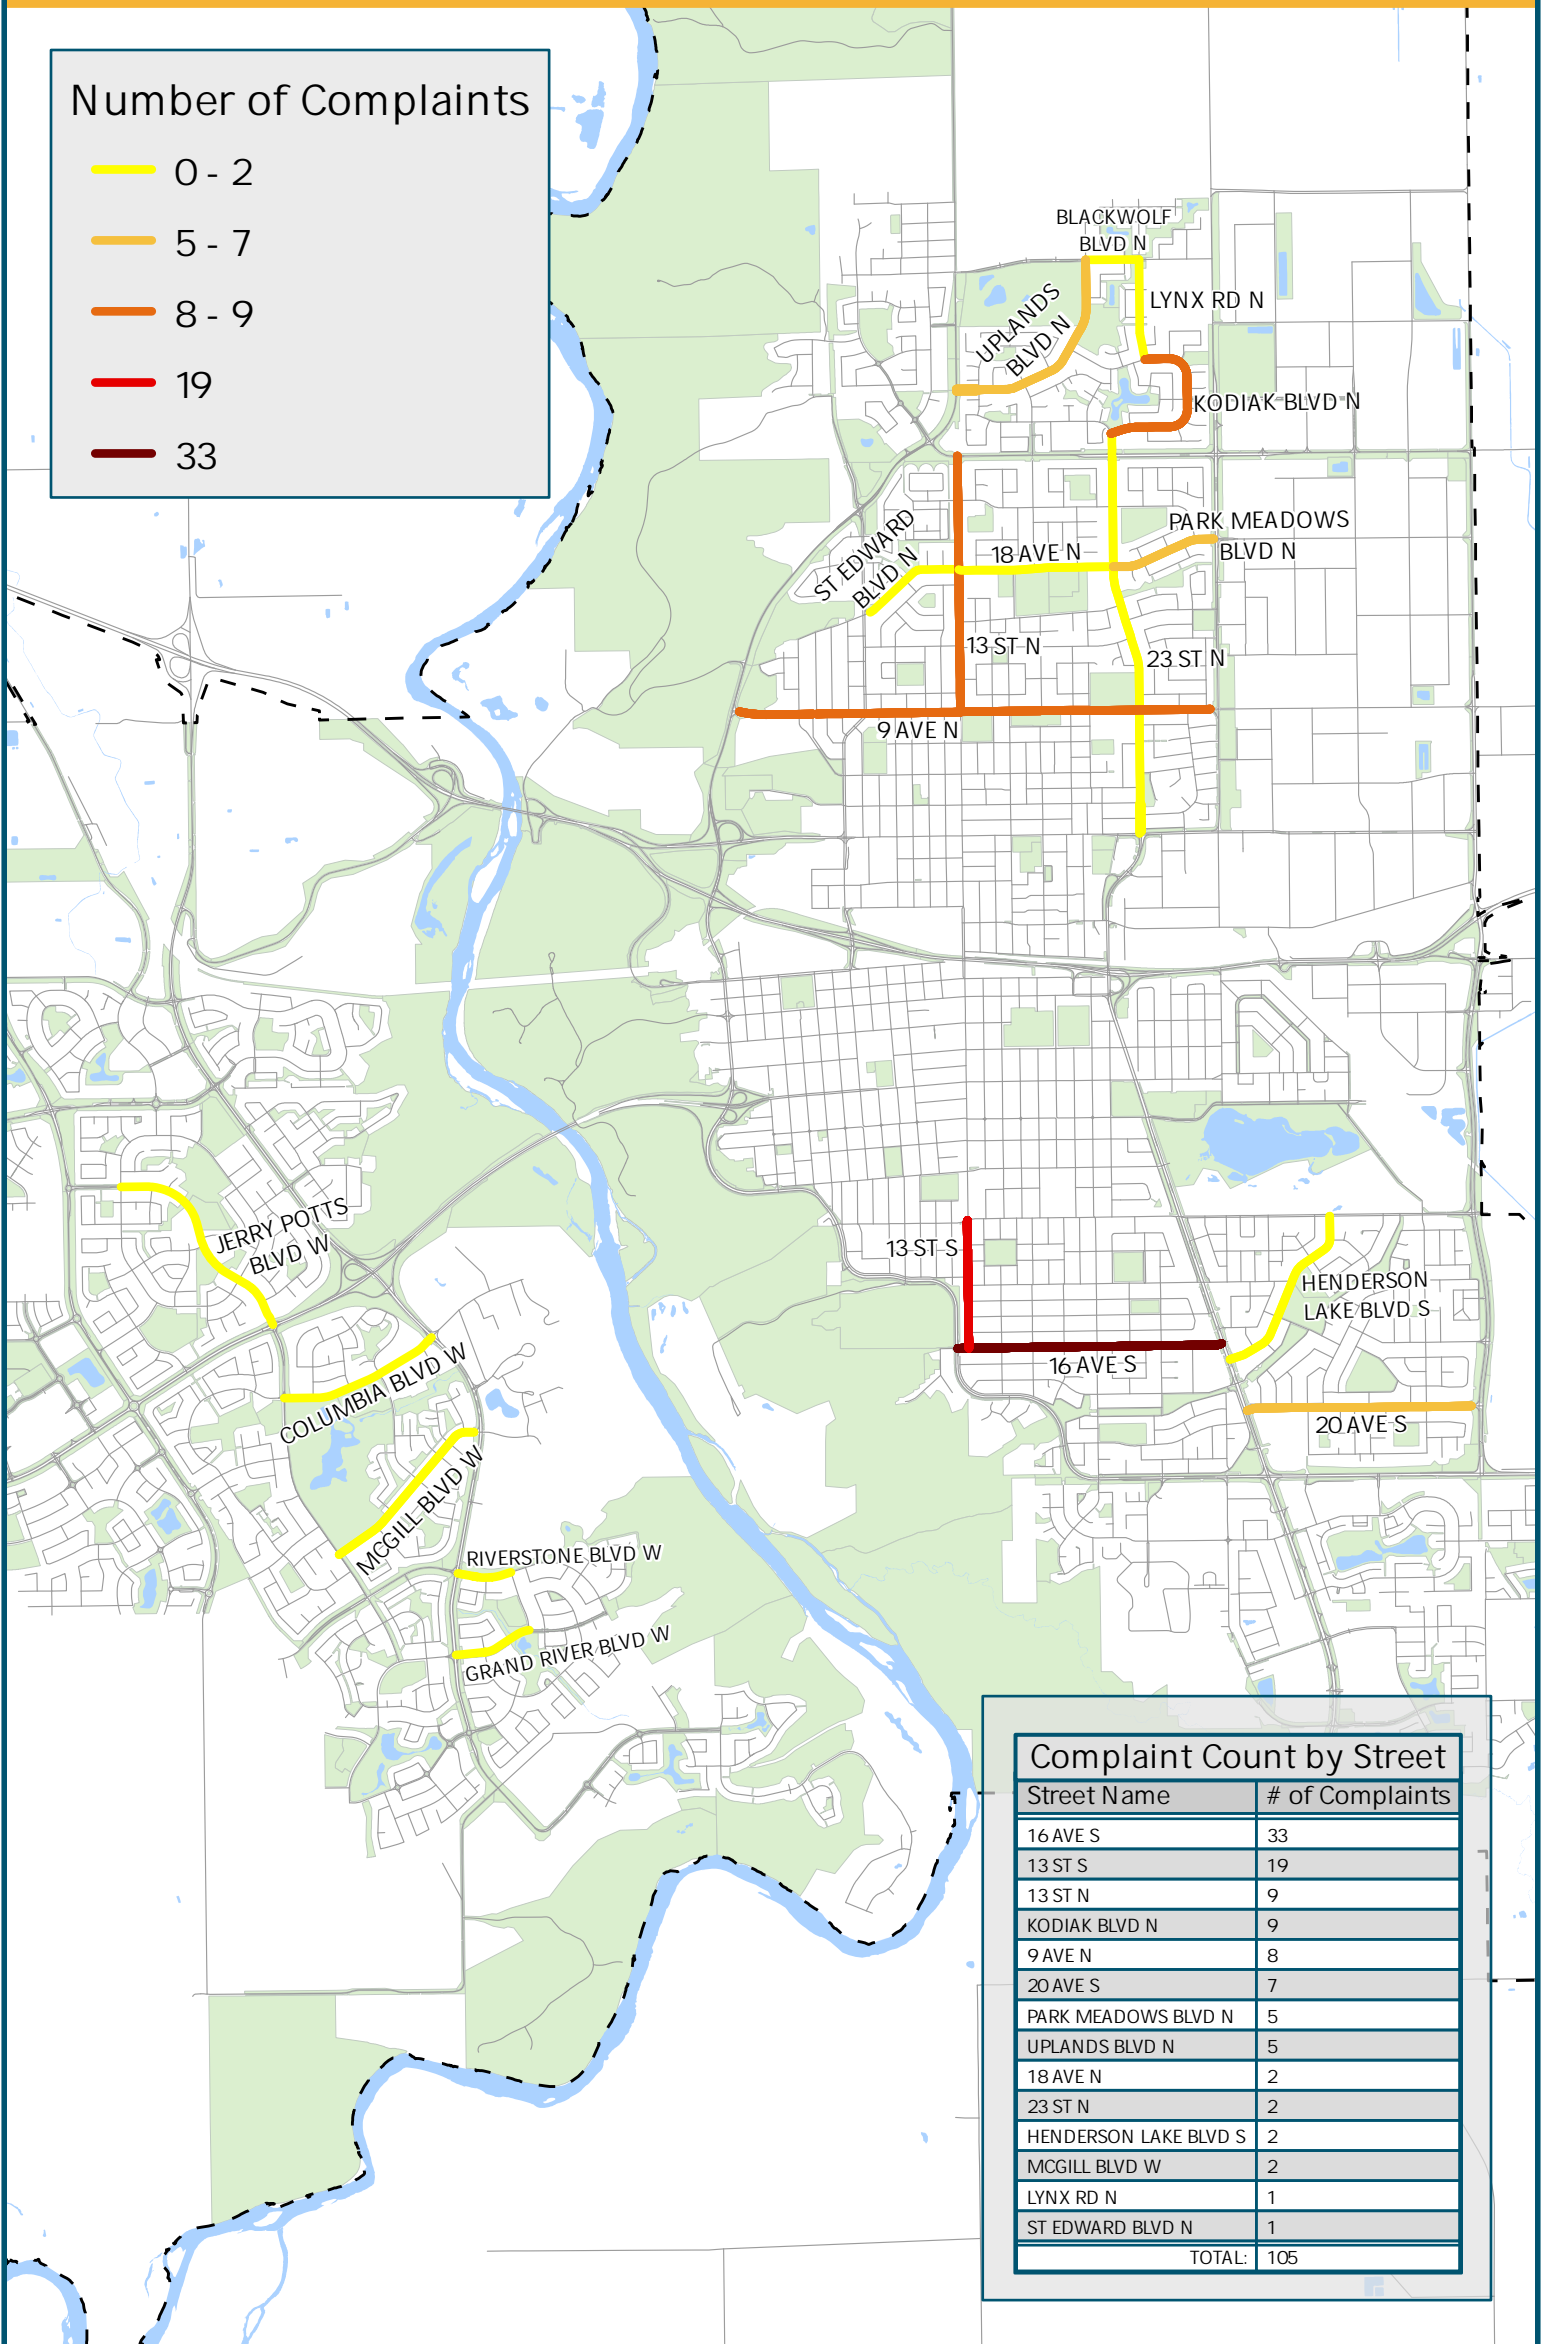 Number of Complaints
0 - 2
5 - 7
8 - 9
19
33
BLACKWOLF
BLVD N
LYNX RD N
UPLANDS
BLVD N
KODIAK BLVD N
PARK MEADOWS
BLVD N
ST EDWARD
BLVD N
18 AVE N
13 ST N
23 ST N
9 AVE N
JERRY POTTS
BLVD W
13 ST S
HENDERSON
LAKE BLVD S
16 AVE S
COLUMBIA BLVD W
20 AVE S
MCGILL BLVD W
RIVERSTONE BLVD W
GRAND RIVER BLVD W
Complaint Count by Street
Street Name # of Complaints
16 AVE S 33
13 ST S 19
13 ST N 9
KODIAK BLVD N 9
9 AVE N 8
20 AVE S 7
PARK MEADOWS BLVD N 5
UPLANDS BLVD N 5
18 AVE N 2
23 ST N 2
HENDERSON LAKE BLVD S 2
MCGILL BLVD W 2
LYNX RD N 1
ST EDWARD BLVD N 1
TOTAL: 105